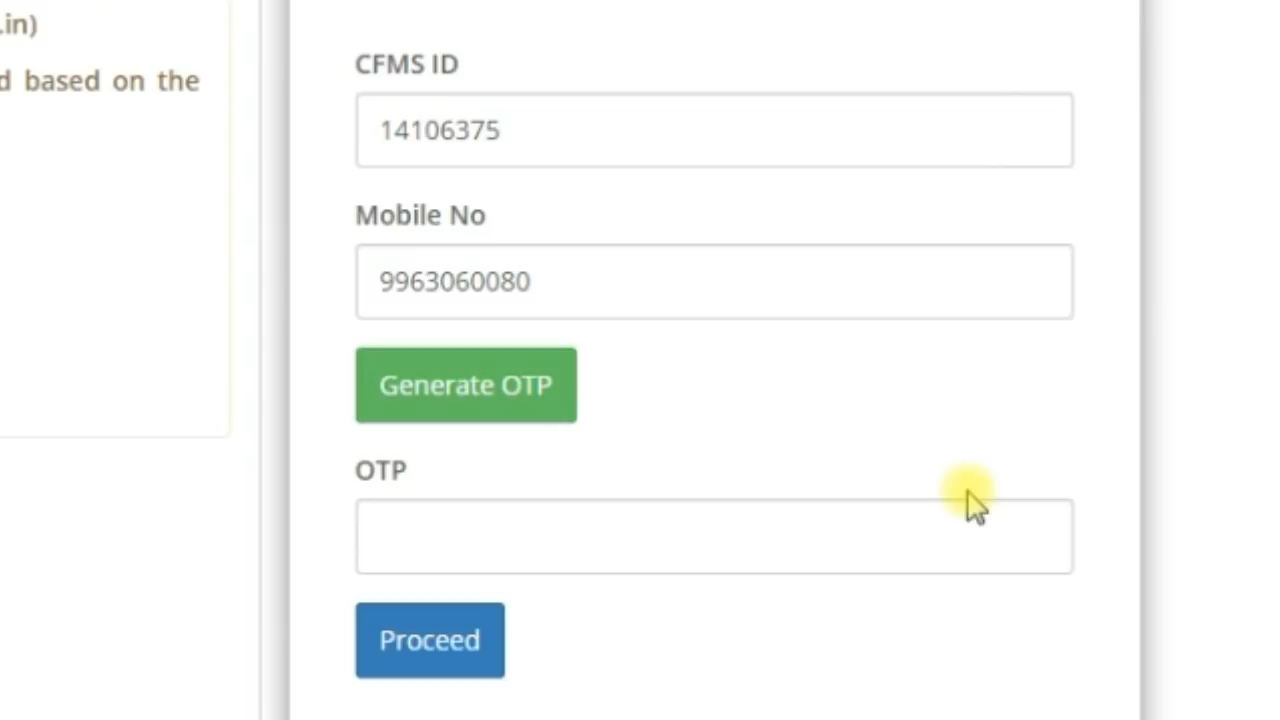 .in)
d based on the
CFMS ID
14106375
Mobile No
9963060080
Generate OTP
OTP
Proceed